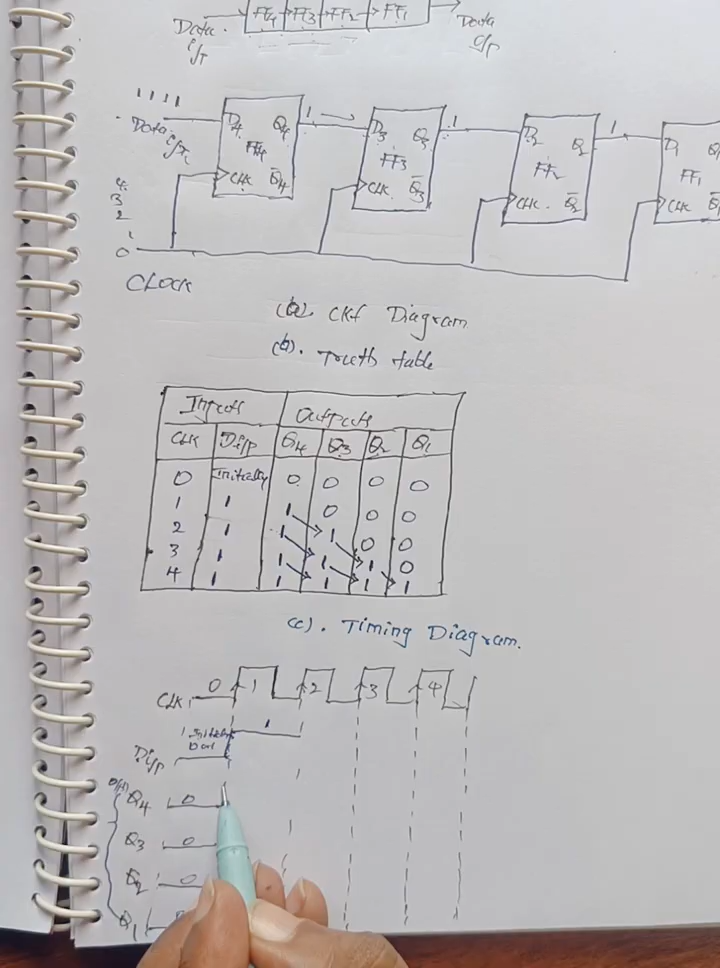 FF4 FF3 FF2 FF1
Data Data
i/p o/p
1 1 1 1
D4 Q4 1 D3 Q3 1 D2 Q2 1 D1
Data FF4 FF3 FF2 FF1
CLK Q̄4 CLK Q̄3 CLK Q̄2 CLK
4
3
2
1
0
CLOCK
(a). CKT Diagram
(b). Truth table
Inputs Outputs
CLK Di/p Q4 Q3 Q2 Q1
0 Initially 0 0 0 0
1 1 1 0 0 0
2 1 1 1 0 0
3 1 1 1 1 0
4 1 1 1 1 1
(c). Timing Diagram.
CLK 0 1 2 3 4
Di/p 1
Q4 0
Q3 0
Q2 0
Q1